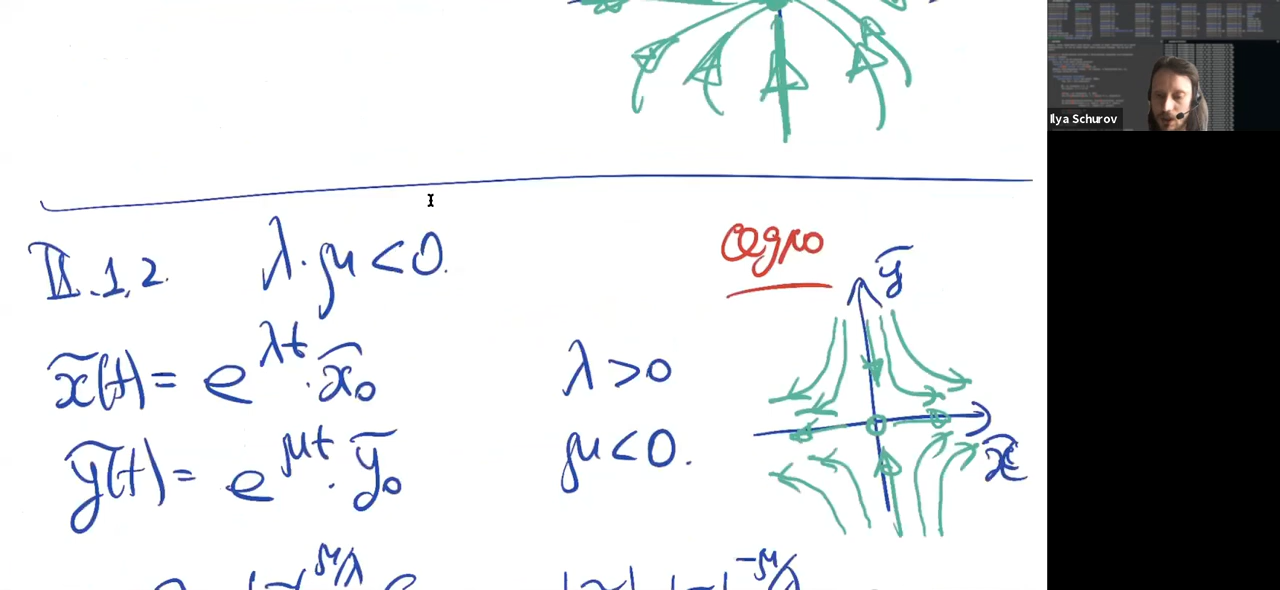 Ilya Schurov
II.1,2. λ·μ < 0.
седло
ỹ
x̃(t) = e^{λt} · x̃₀
λ > 0
x̃
ỹ(t) = e^{μt} · ỹ₀
μ < 0.